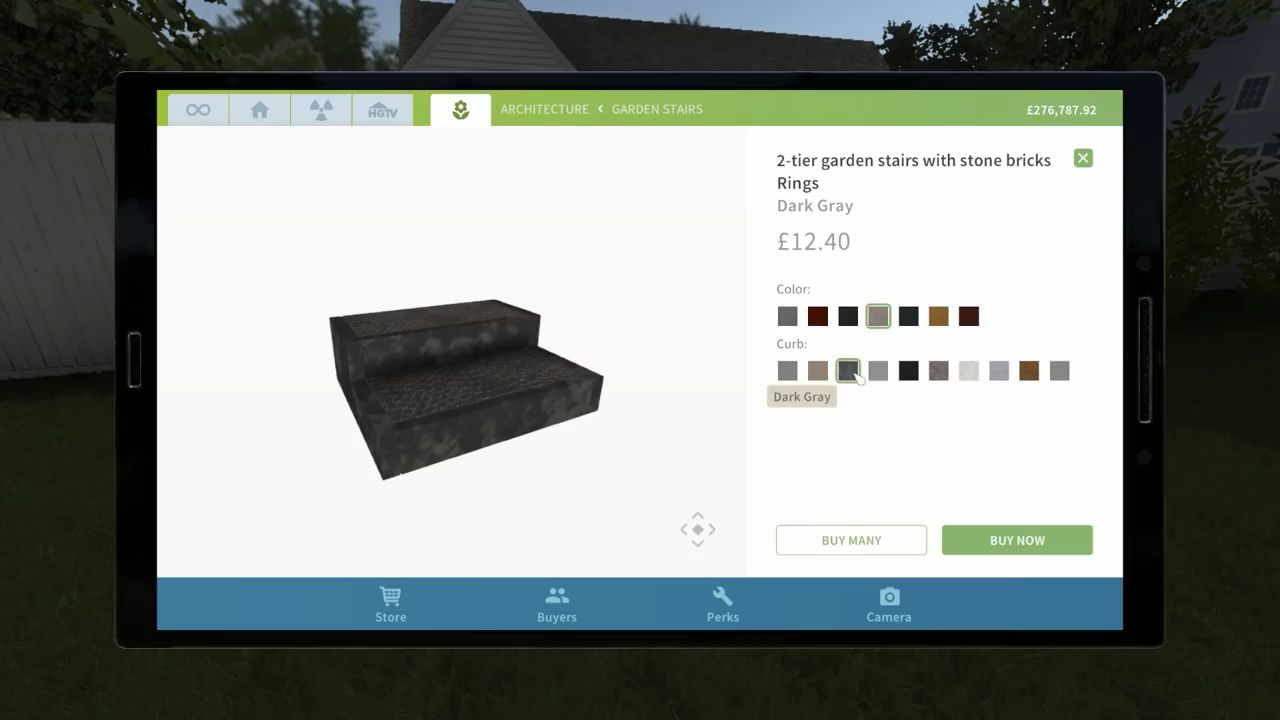 HGTV
ARCHITECTURE < GARDEN STAIRS
£276,787.92
2-tier garden stairs with stone bricks
Rings
Dark Gray
£12.40
Color:
Curb:
Dark Gray
BUY MANY
BUY NOW
Store
Buyers
Perks
Camera